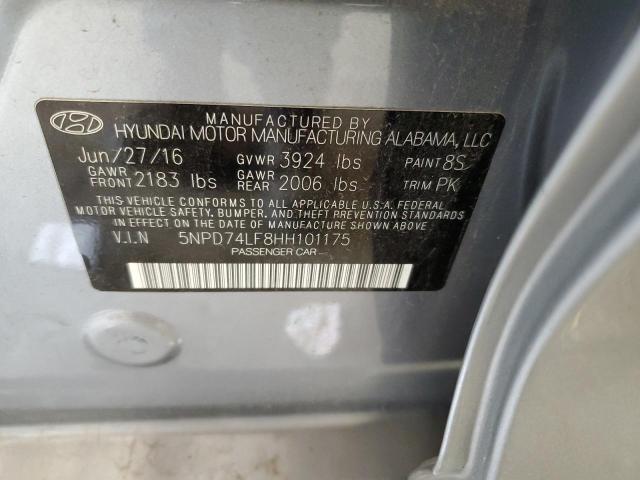 MANUFACTURED BY
HYUNDAI MOTOR MANUFACTURING ALABAMA, LLC
Jun/27/16 GVWR 3924 lbs PAINT 8S
GAWR FRONT 2183 lbs GAWR REAR 2006 lbs TRIM PK
THIS VEHICLE CONFORMS TO ALL APPLICABLE U.S.A. FEDERAL
MOTOR VEHICLE SAFETY, BUMPER, AND THEFT PREVENTION STANDARDS
IN EFFECT ON THE DATE OF MANUFACTURE SHOWN ABOVE.
V.I.N 5NPD74LF8HH101175
PASSENGER CAR